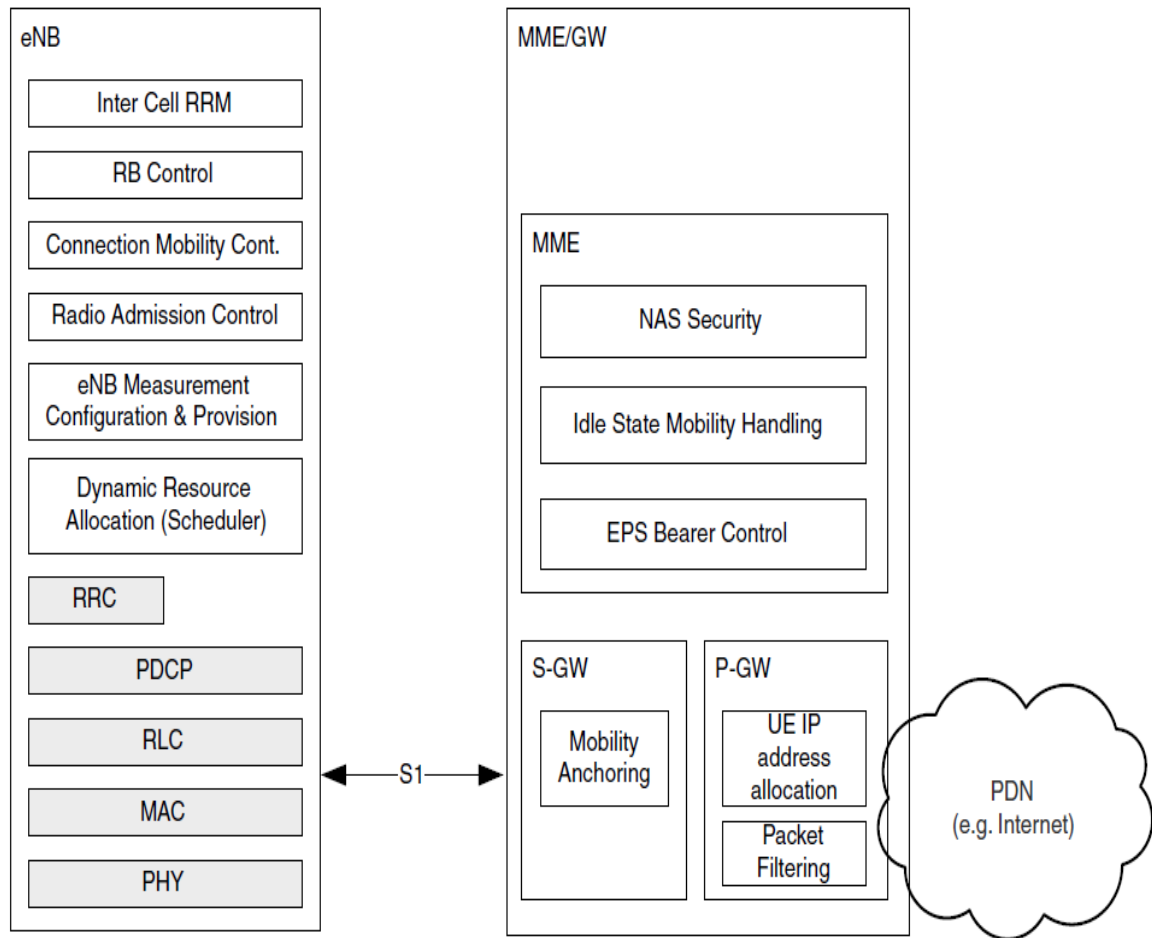 eNB
Inter Cell RRM
RB Control
Connection Mobility Cont.
Radio Admission Control
eNB Measurement
Configuration & Provision
Dynamic Resource
Allocation (Scheduler)
RRC
PDCP
RLC
MAC
PHY
S1
MME/GW
MME
NAS Security
Idle State Mobility Handling
EPS Bearer Control
S-GW
Mobility
Anchoring
P-GW
UE IP
address
allocation
Packet
Filtering
PDN
(e.g. Internet)